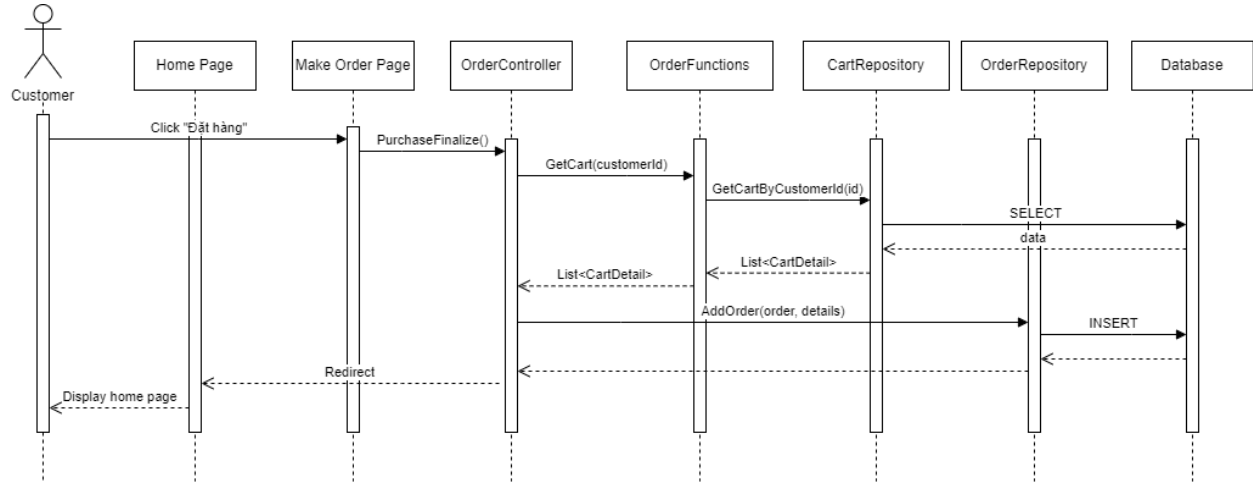 Customer
Home Page
Make Order Page
OrderController
OrderFunctions
CartRepository
OrderRepository
Database
Click "Đặt hàng"
PurchaseFinalize()
GetCart(customerId)
GetCartByCustomerId(id)
SELECT
data
List<CartDetail>
List<CartDetail>
AddOrder(order, details)
INSERT
Redirect
Display home page